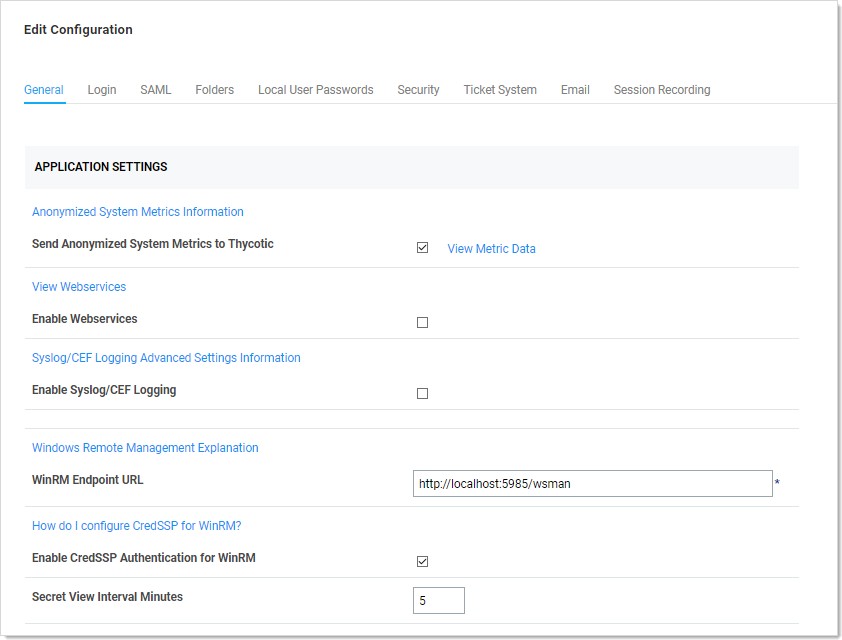 Edit Configuration
General Login SAML Folders Local User Passwords Security Ticket System Email Session Recording
APPLICATION SETTINGS
Anonymized System Metrics Information
Send Anonymized System Metrics to Thycotic View Metric Data
View Webservices
Enable Webservices
Syslog/CEF Logging Advanced Settings Information
Enable Syslog/CEF Logging
Windows Remote Management Explanation
WinRM Endpoint URL http://localhost:5985/wsman *
How do I configure CredSSP for WinRM?
Enable CredSSP Authentication for WinRM
Secret View Interval Minutes 5